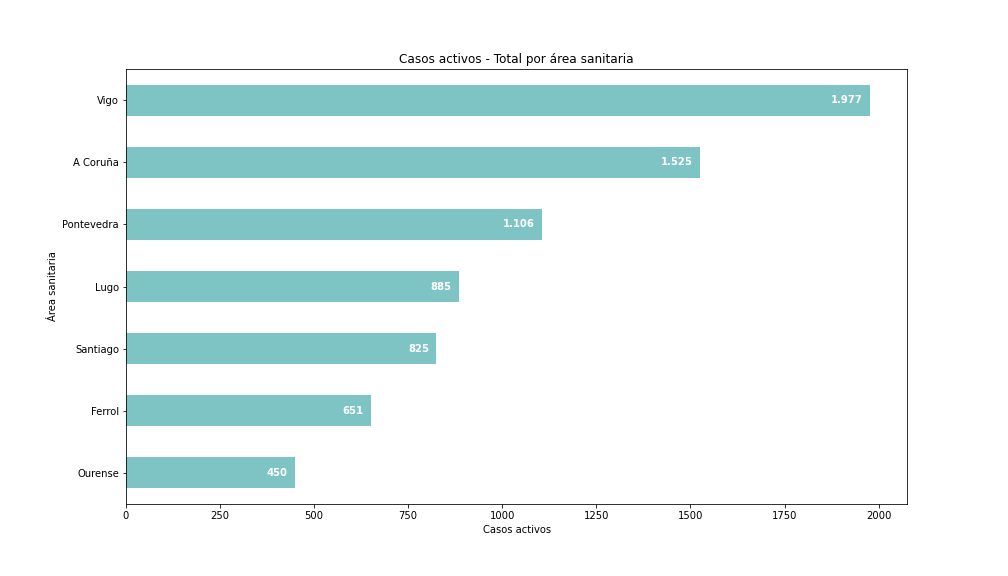 Casos activos - Total por área sanitaria
Vigo
1.977
A Coruña
1.525
Pontevedra
1.106
Lugo
885
Santiago
825
Ferrol
651
Ourense
450
Área sanitaria
0 250 500 750 1000 1250 1500 1750 2000
Casos activos